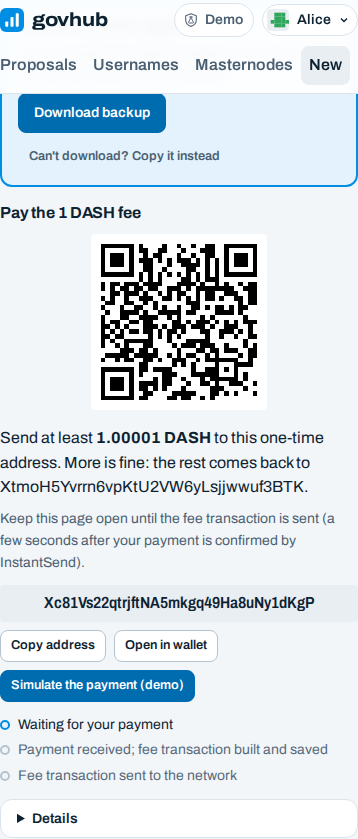 govhub
Demo
Alice
Proposals Usernames Masternodes New
Download backup
Can't download? Copy it instead
Pay the 1 DASH fee
Send at least 1.00001 DASH to this one-time
address. More is fine: the rest comes back to
XtmoH5Yvrrn6vpKtU2VW6yLsjjwwuf3BTK.
Keep this page open until the fee transaction is sent (a
few seconds after your payment is confirmed by
InstantSend).
Xc81Vs22qtrjftNA5mkgq49Ha8uNy1dKgP
Copy address
Open in wallet
Simulate the payment (demo)
Waiting for your payment
Payment received; fee transaction built and saved
Fee transaction sent to the network
Details